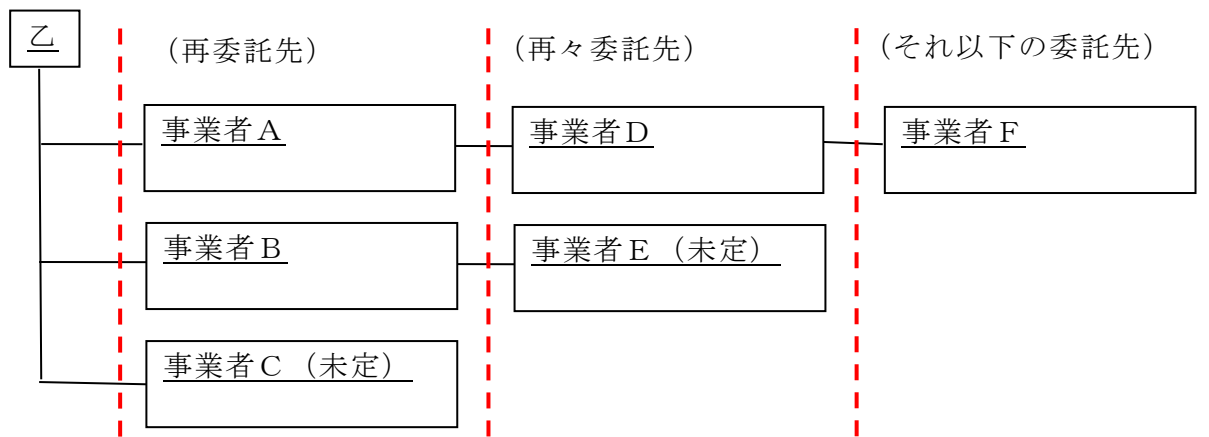 乙
（再委託先）
（再々委託先）
（それ以下の委託先）
事業者Ａ
事業者Ｄ
事業者Ｆ
事業者Ｂ
事業者Ｅ（未定）
事業者Ｃ（未定）